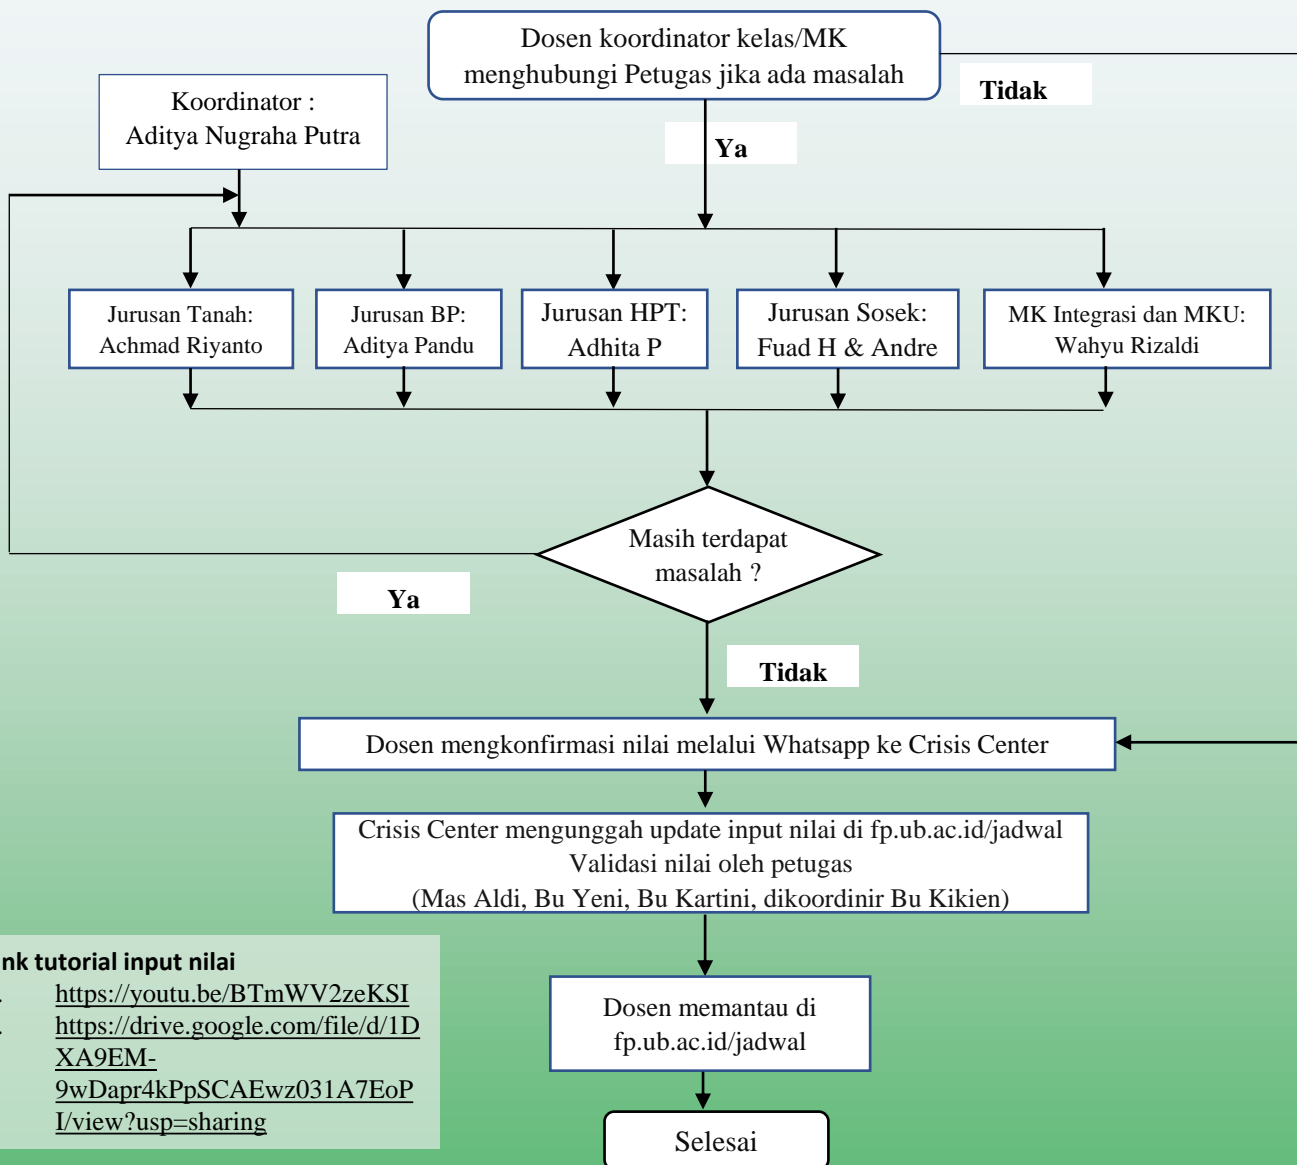 Dosen koordinator kelas/MK
menghubungi Petugas jika ada masalah
Tidak
Koordinator :
Aditya Nugraha Putra
Ya
Jurusan Tanah:
Achmad Riyanto
Jurusan BP:
Aditya Pandu
Jurusan HPT:
Adhita P
Jurusan Sosek:
Fuad H & Andre
MK Integrasi dan MKU:
Wahyu Rizaldi
Masih terdapat
masalah ?
Ya
Tidak
Dosen mengkonfirmasi nilai melalui Whatsapp ke Crisis Center
Crisis Center mengunggah update input nilai di fp.ub.ac.id/jadwal
Validasi nilai oleh petugas
(Mas Aldi, Bu Yeni, Bu Kartini, dikoordinir Bu Kikien)
nk tutorial input nilai
. https://youtu.be/BTmWV2zeKSI
. https://drive.google.com/file/d/1D
XA9EM-
9wDapr4kPpSCAEwz031A7EoP
I/view?usp=sharing
Dosen memantau di
fp.ub.ac.id/jadwal
Selesai